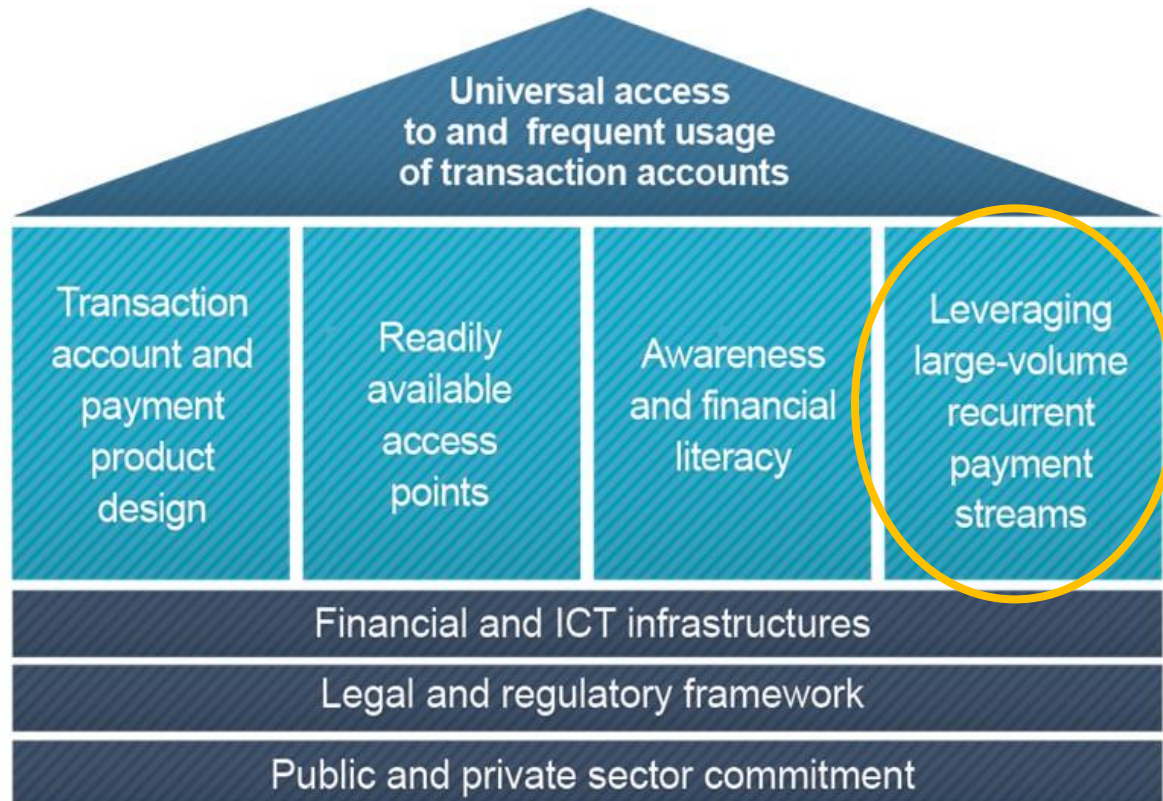 Universal access
to and frequent usage
of transaction accounts
Transaction
account and
payment
product
design
Readily
available
access
points
Awareness
and financial
literacy
Leveraging
large-volume
recurrent
payment
streams
Financial and ICT infrastructures
Legal and regulatory framework
Public and private sector commitment